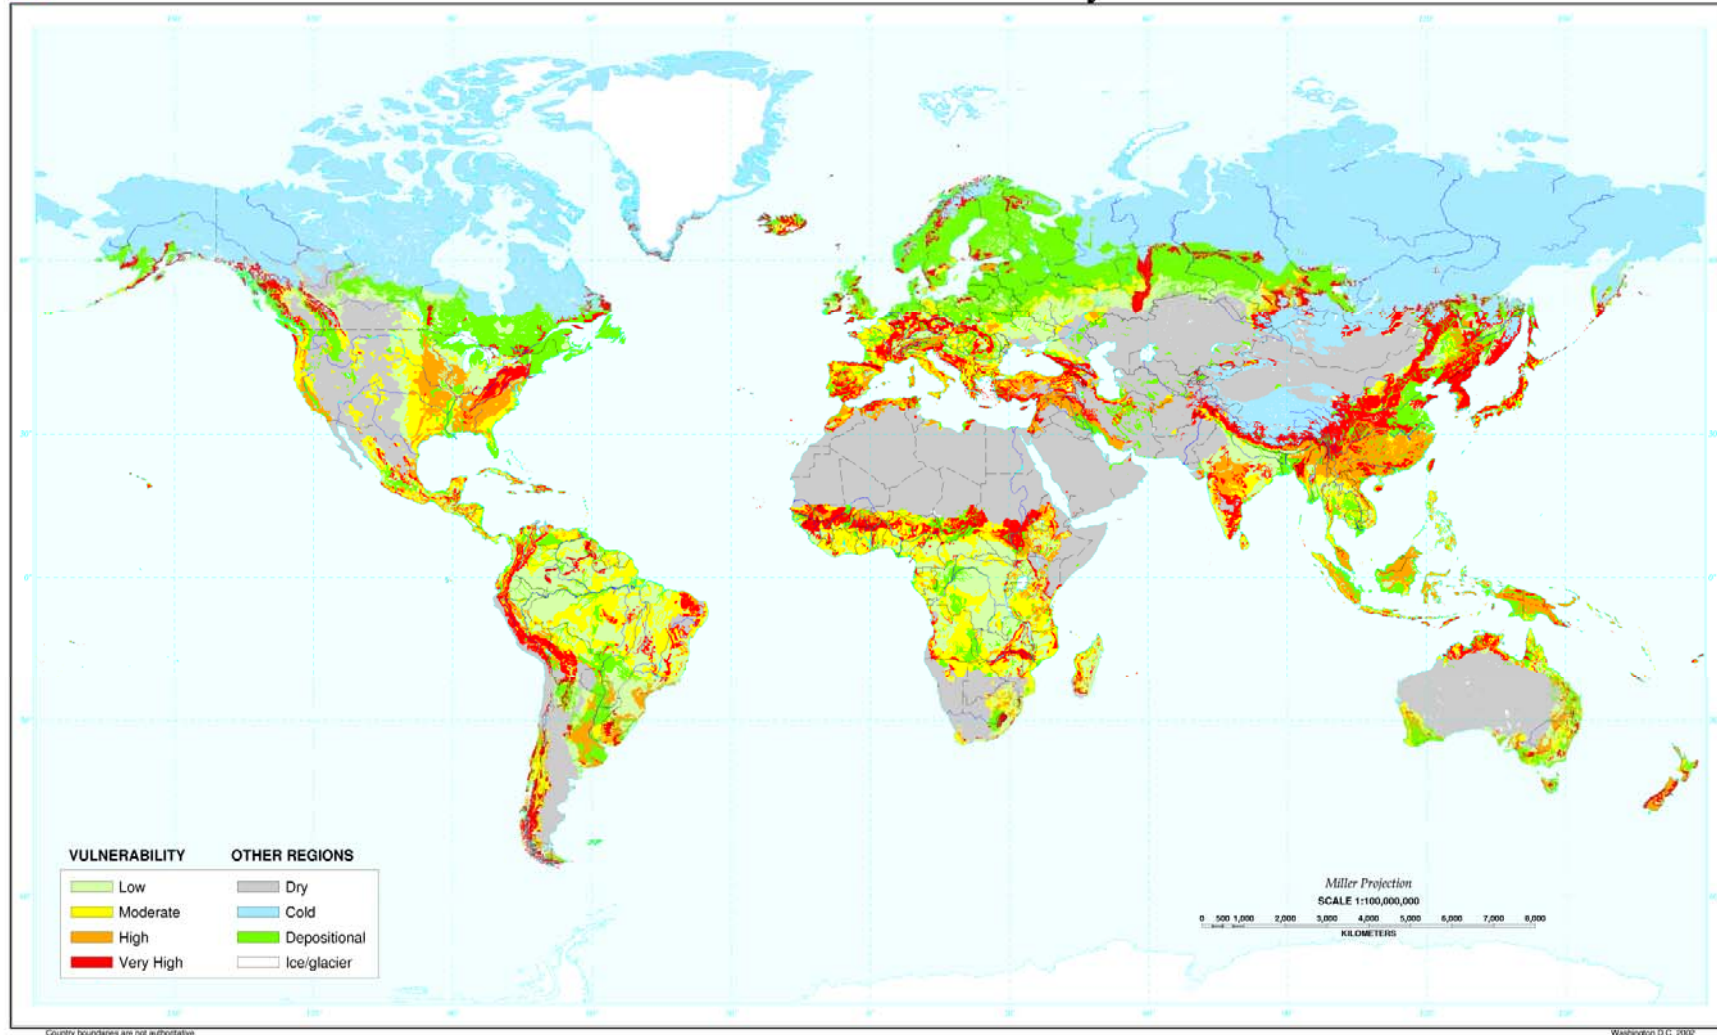 VULNERABILITY
OTHER REGIONS
Low
Dry
Moderate
Cold
High
Depositional
Very High
Ice/glacier
Miller Projection
SCALE 1:100,000,000
0 500 1,000 2,000 3,000 4,000 5,000 6,000 7,000 8,000
KILOMETERS
Country boundaries are not authoritative
Washington D.C. 2002